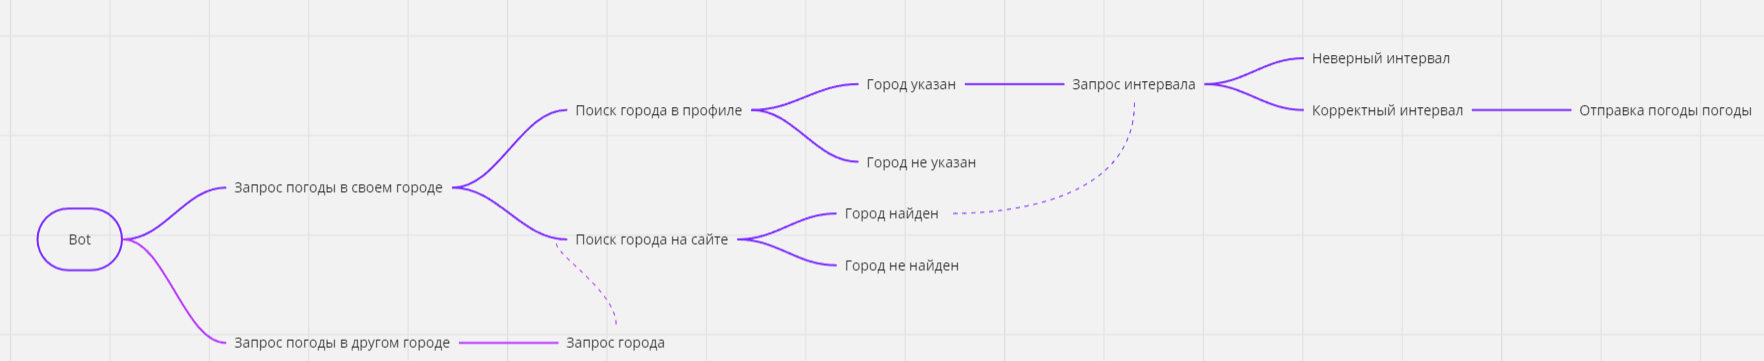 Bot
Запрос погоды в своем городе
Поиск города в профиле
Город указан
Запрос интервала
Неверный интервал
Корректный интервал
Отправка погоды погоды
Город не указан
Поиск города на сайте
Город найден
Город не найден
Запрос погоды в другом городе
Запрос города